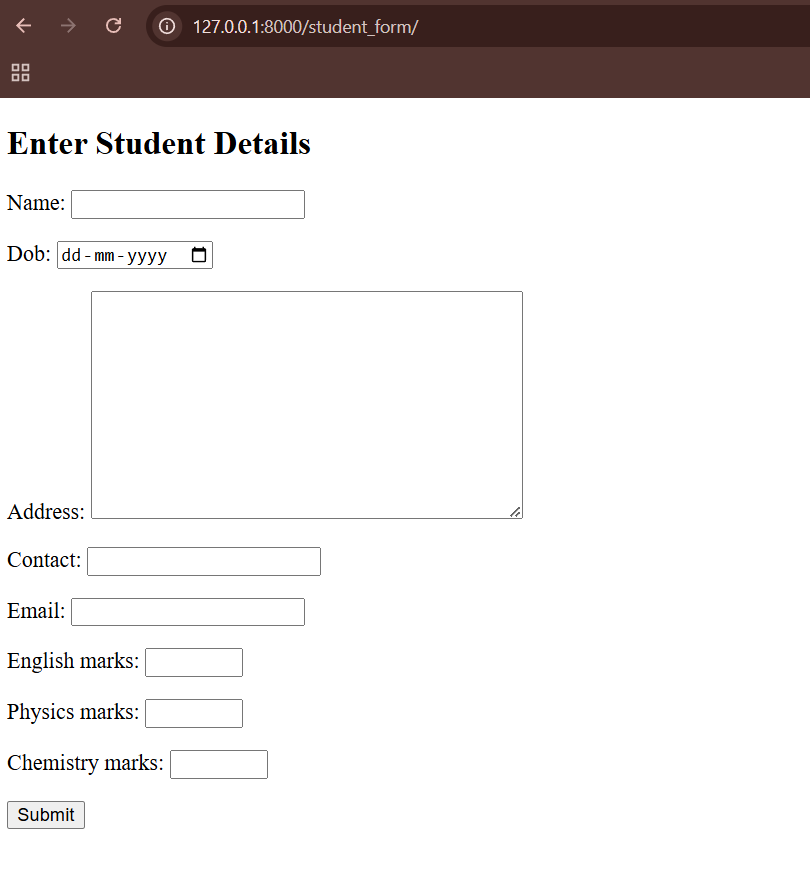 127.0.0.1:8000/student_form/
Enter Student Details
Name:
Dob: dd-mm-yyyy
Address:
Contact:
Email:
English marks:
Physics marks:
Chemistry marks:
Submit